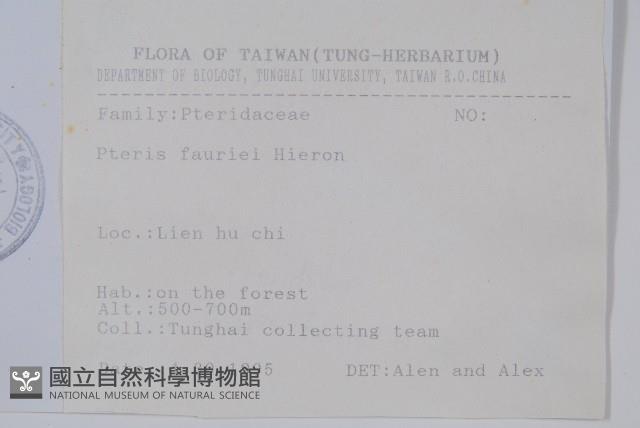 FLORA OF TAIWAN(TUNG-HERBARIUM)
DEPARTMENT OF BIOLOGY, TUNGHAI UNIVERSITY, TAIWAN R.O.CHINA
Family:Pteridaceae NO:
Pteris fauriei Hieron
Loc.:Lien hu chi
Hab.:on the forest
Alt.:500-700m
Coll.:Tunghai collecting team
DET:Alen and Alex
國立自然科學博物館
NATIONAL MUSEUM OF NATURAL SCIENCE